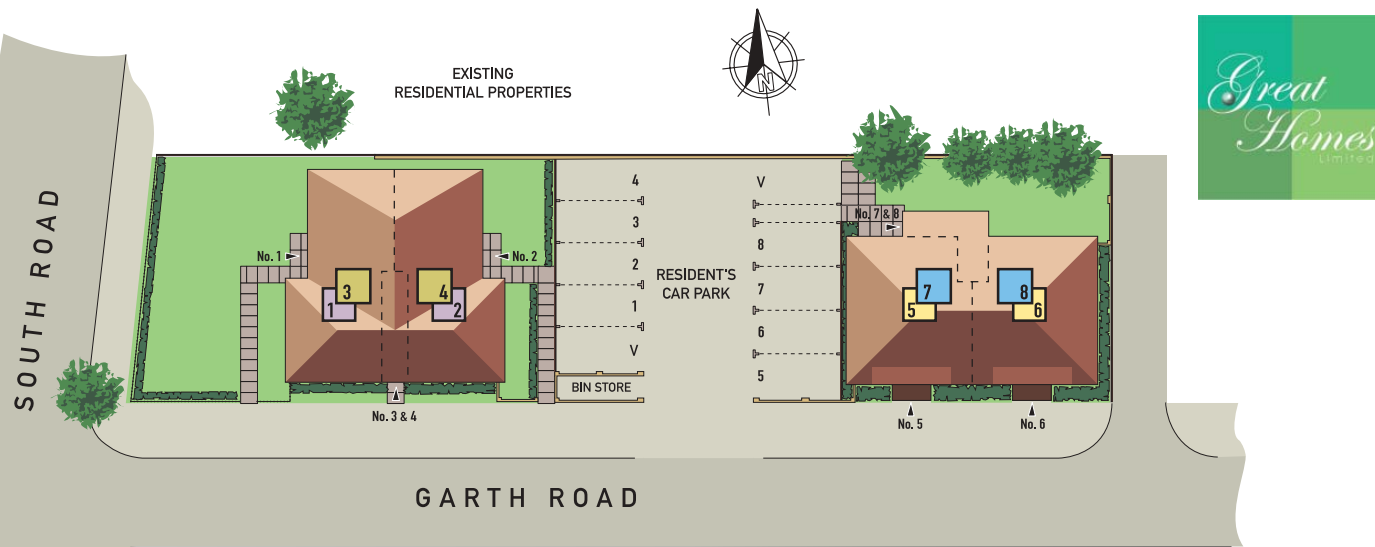 EXISTING
RESIDENTIAL PROPERTIES
N
Great
Homes
Limited
SOUTH ROAD
No. 1
No. 2
3
4
1
2
No. 3 & 4
4
3
2
1
V
BIN STORE
RESIDENT'S
CAR PARK
V
8
7
6
5
No. 7 & 8
7
8
5
6
No. 5
No. 6
GARTH ROAD